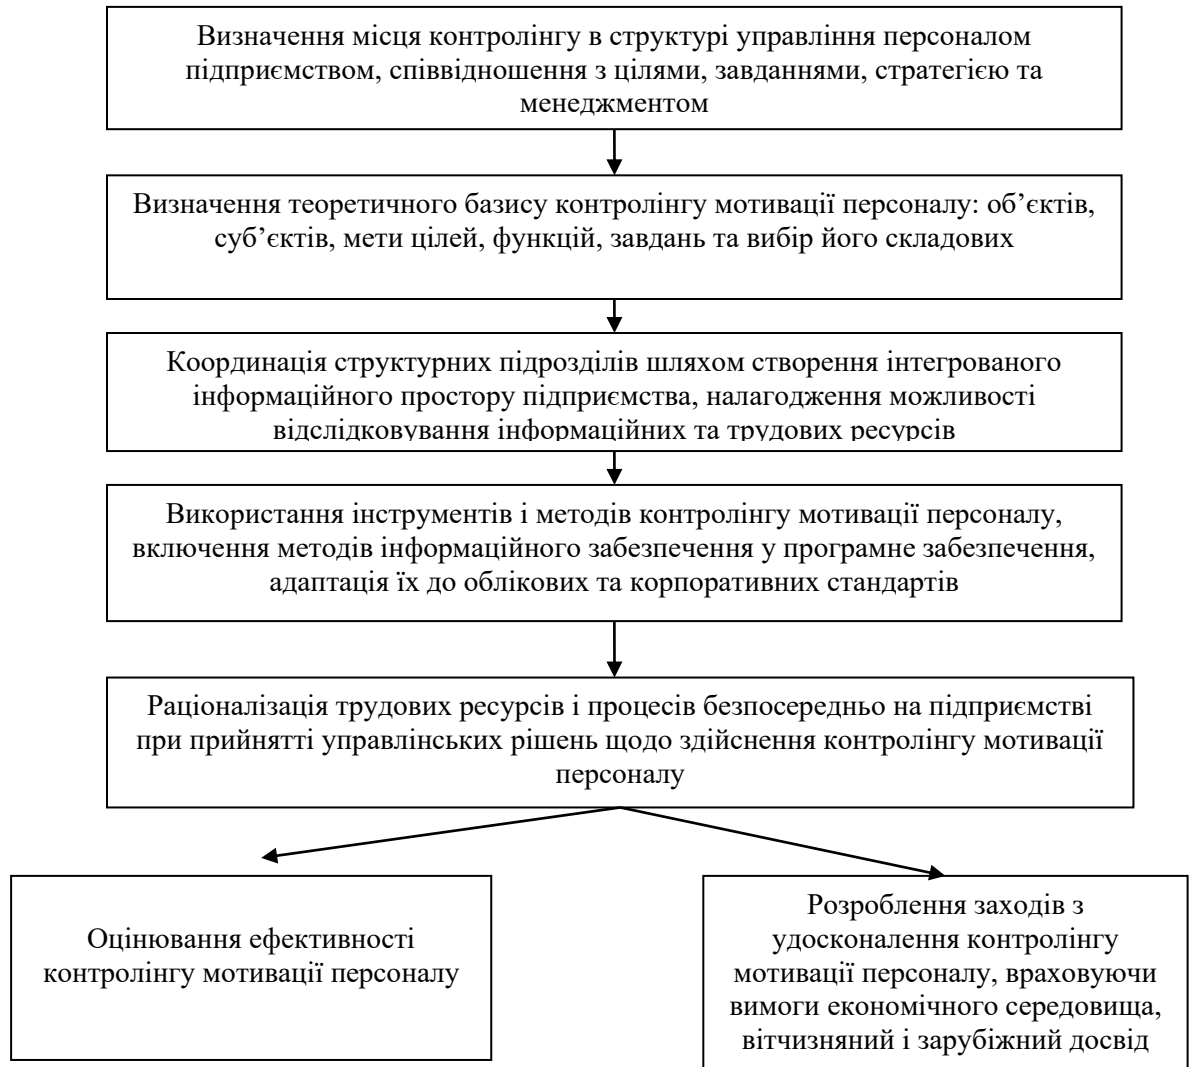 Визначення місця контролінгу в структурі управління персоналом
підприємством, співвідношення з цілями, завданнями, стратегією та
менеджментом
Визначення теоретичного базису контролінгу мотивації персоналу: об’єктів,
суб’єктів, мети цілей, функцій, завдань та вибір його складових
Координація структурних підрозділів шляхом створення інтегрованого
інформаційного простору підприємства, налагодження можливості
відслідковування інформаційних та трудових ресурсів
Використання інструментів і методів контролінгу мотивації персоналу,
включення методів інформаційного забезпечення у програмне забезпечення,
адаптація їх до облікових та корпоративних стандартів
Раціоналізація трудових ресурсів і процесів безпосередньо на підприємстві
при прийнятті управлінських рішень щодо здійснення контролінгу мотивації
персоналу
Оцінювання ефективності
контролінгу мотивації персоналу
Розроблення заходів з
удосконалення контролінгу
мотивації персоналу, враховуючи
вимоги економічного середовища,
вітчизняний і зарубіжний досвід